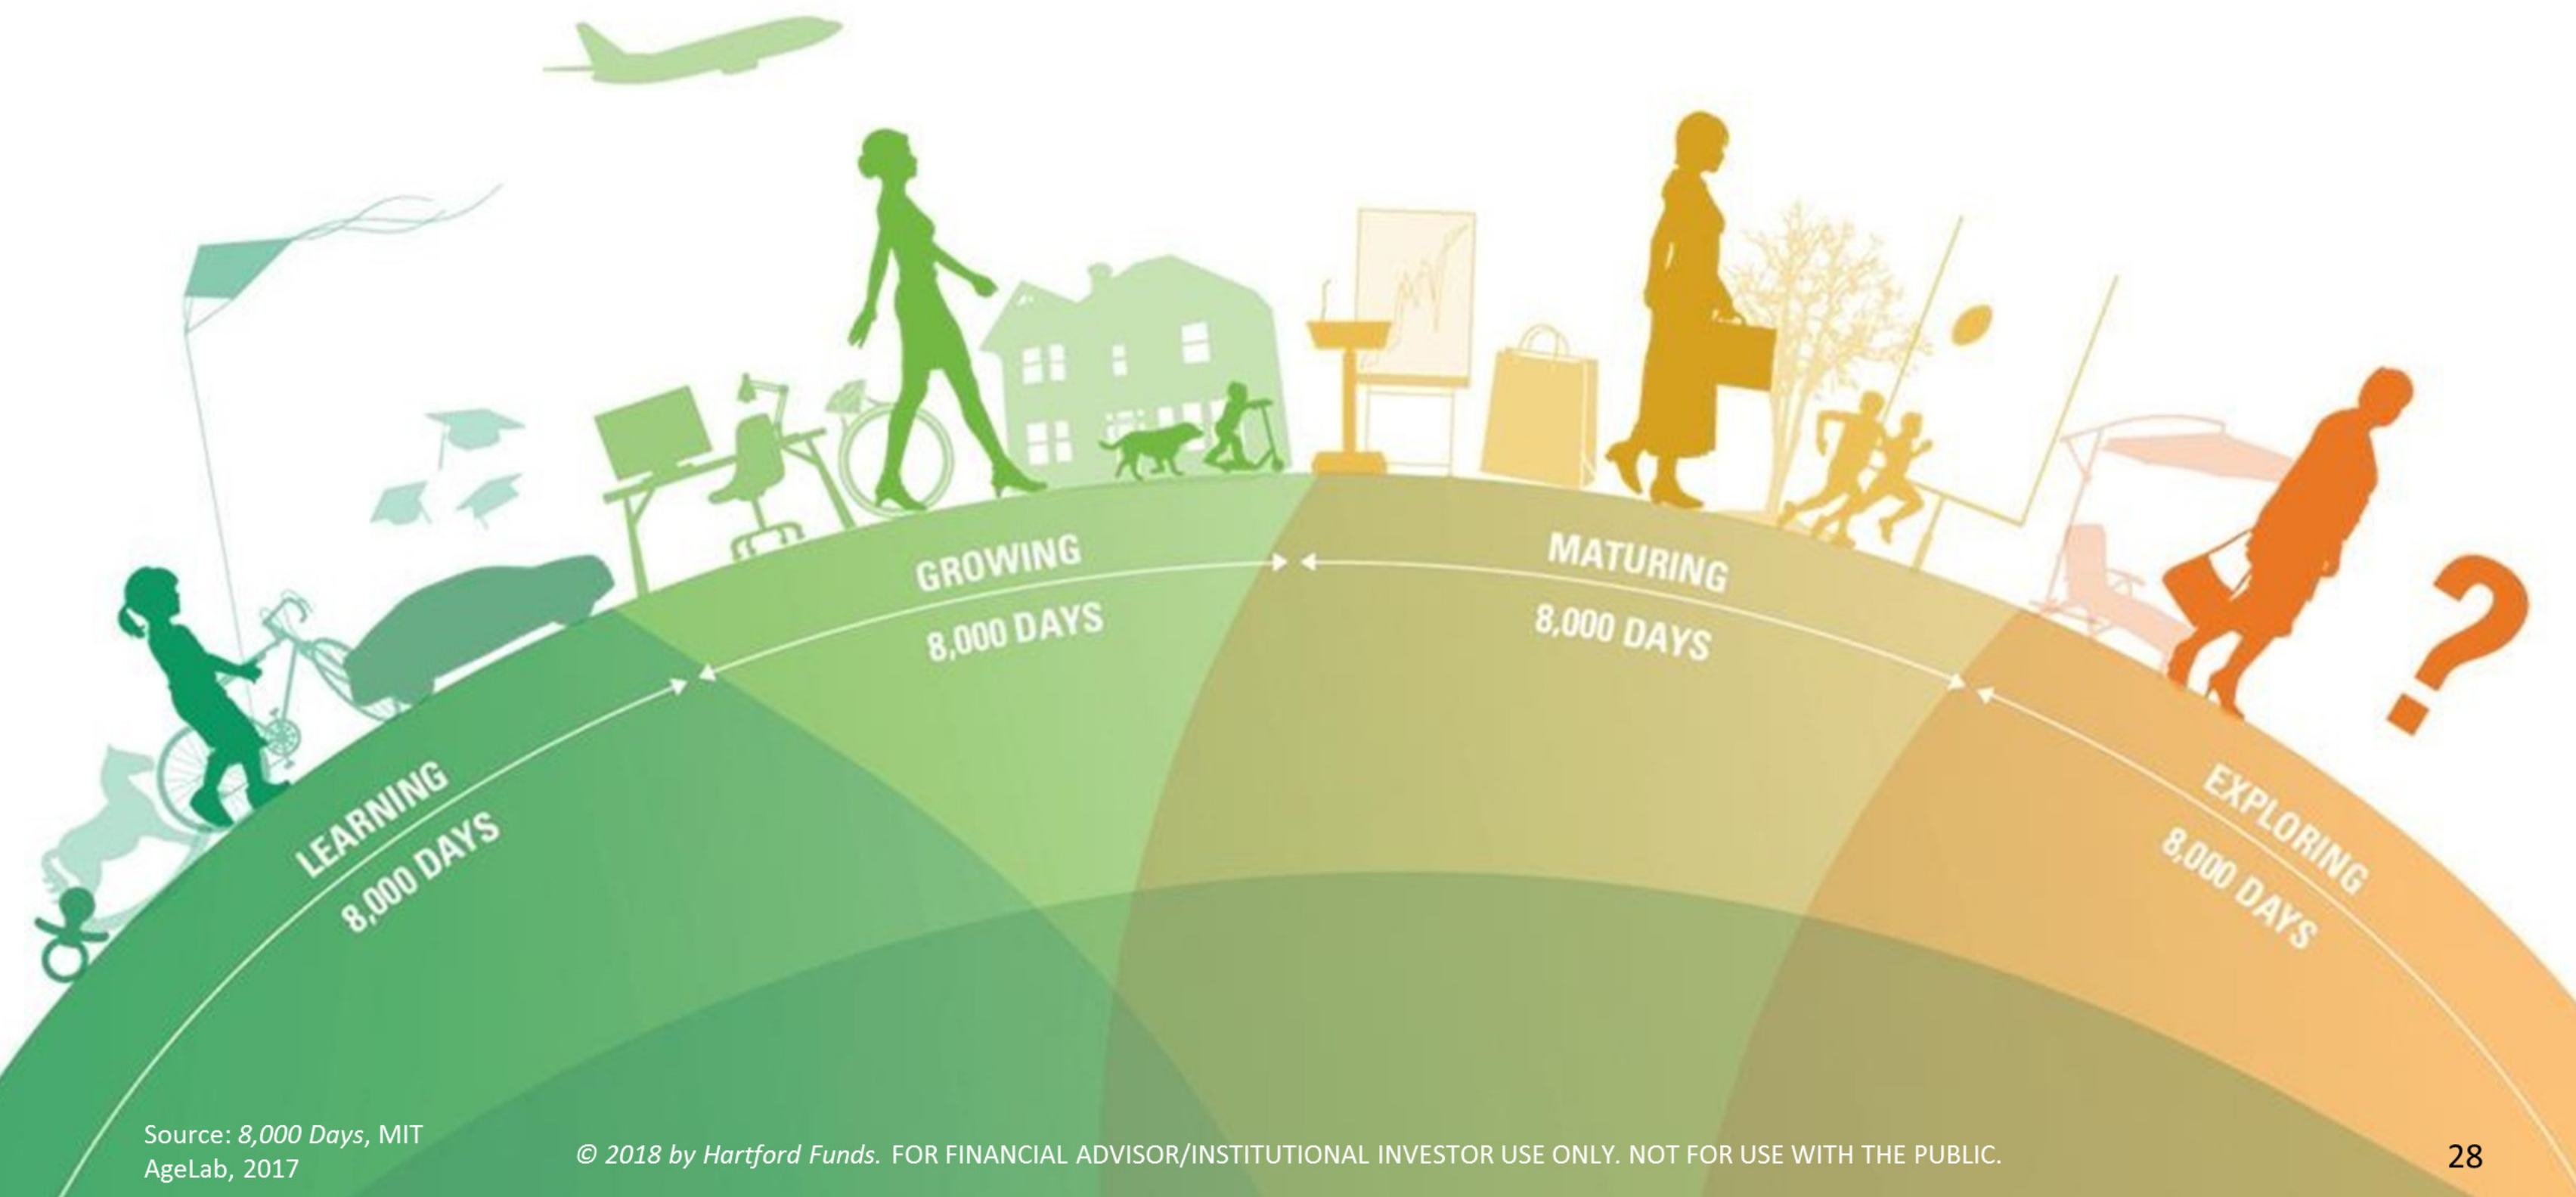 LEARNING
8,000 DAYS
GROWING
8,000 DAYS
MATURING
8,000 DAYS
EXPLORING
8,000 DAYS
?
Source: 8,000 Days, MIT
AgeLab, 2017
© 2018 by Hartford Funds. FOR FINANCIAL ADVISOR/INSTITUTIONAL INVESTOR USE ONLY. NOT FOR USE WITH THE PUBLIC.
28